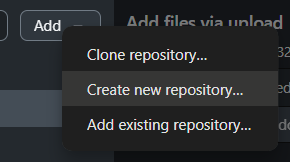 Add
Add files via upload
Clone repository...
Create new repository...
Add existing repository...